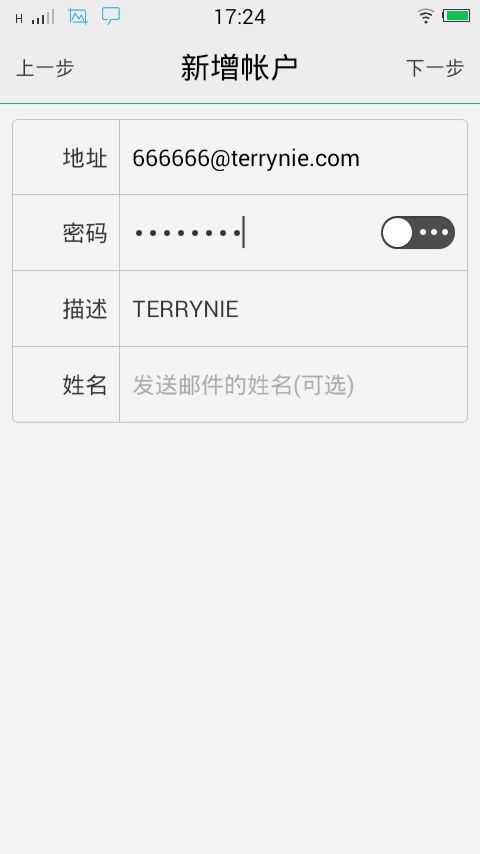 H 17:24
上一步 新增帐户 下一步
地址 666666@terrynie.com
密码 ••••••••
描述 TERRYNIE
姓名 发送邮件的姓名(可选)